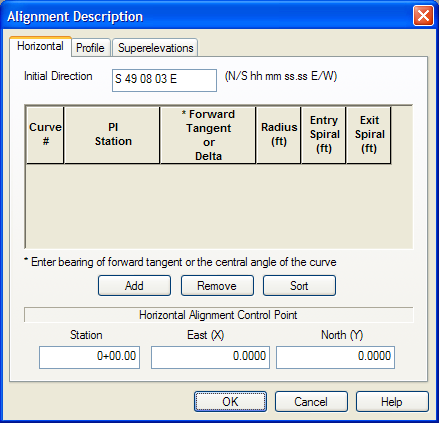 Alignment Description
Horizontal Profile Superelevations
Initial Direction S 49 08 03 E (N/S hh mm ss.ss E/W)
Curve # PI Station * Forward Tangent or Delta Radius (ft) Entry Spiral (ft) Exit Spiral (ft)
* Enter bearing of forward tangent or the central angle of the curve
Add Remove Sort
Horizontal Alignment Control Point
Station East (X) North (Y)
0+00.00 0.0000 0.0000
OK Cancel Help